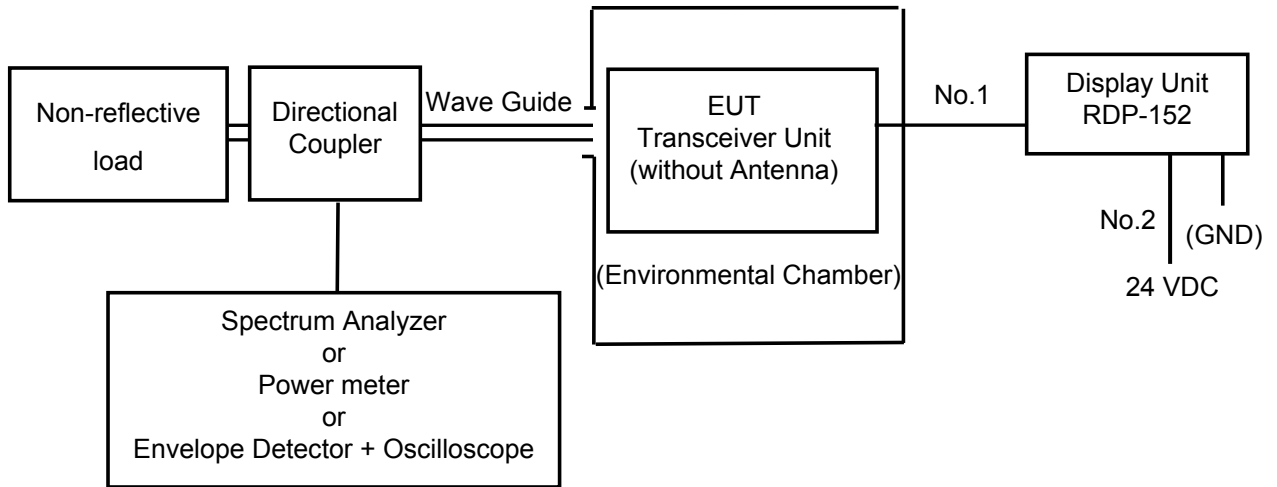 Non-reflective
load
Directional
Coupler
Wave Guide
EUT
Transceiver Unit
(without Antenna)
(Environmental Chamber)
No.1
Display Unit
RDP-152
No.2
(GND)
24 VDC
Spectrum Analyzer
or
Power meter
or
Envelope Detector + Oscilloscope